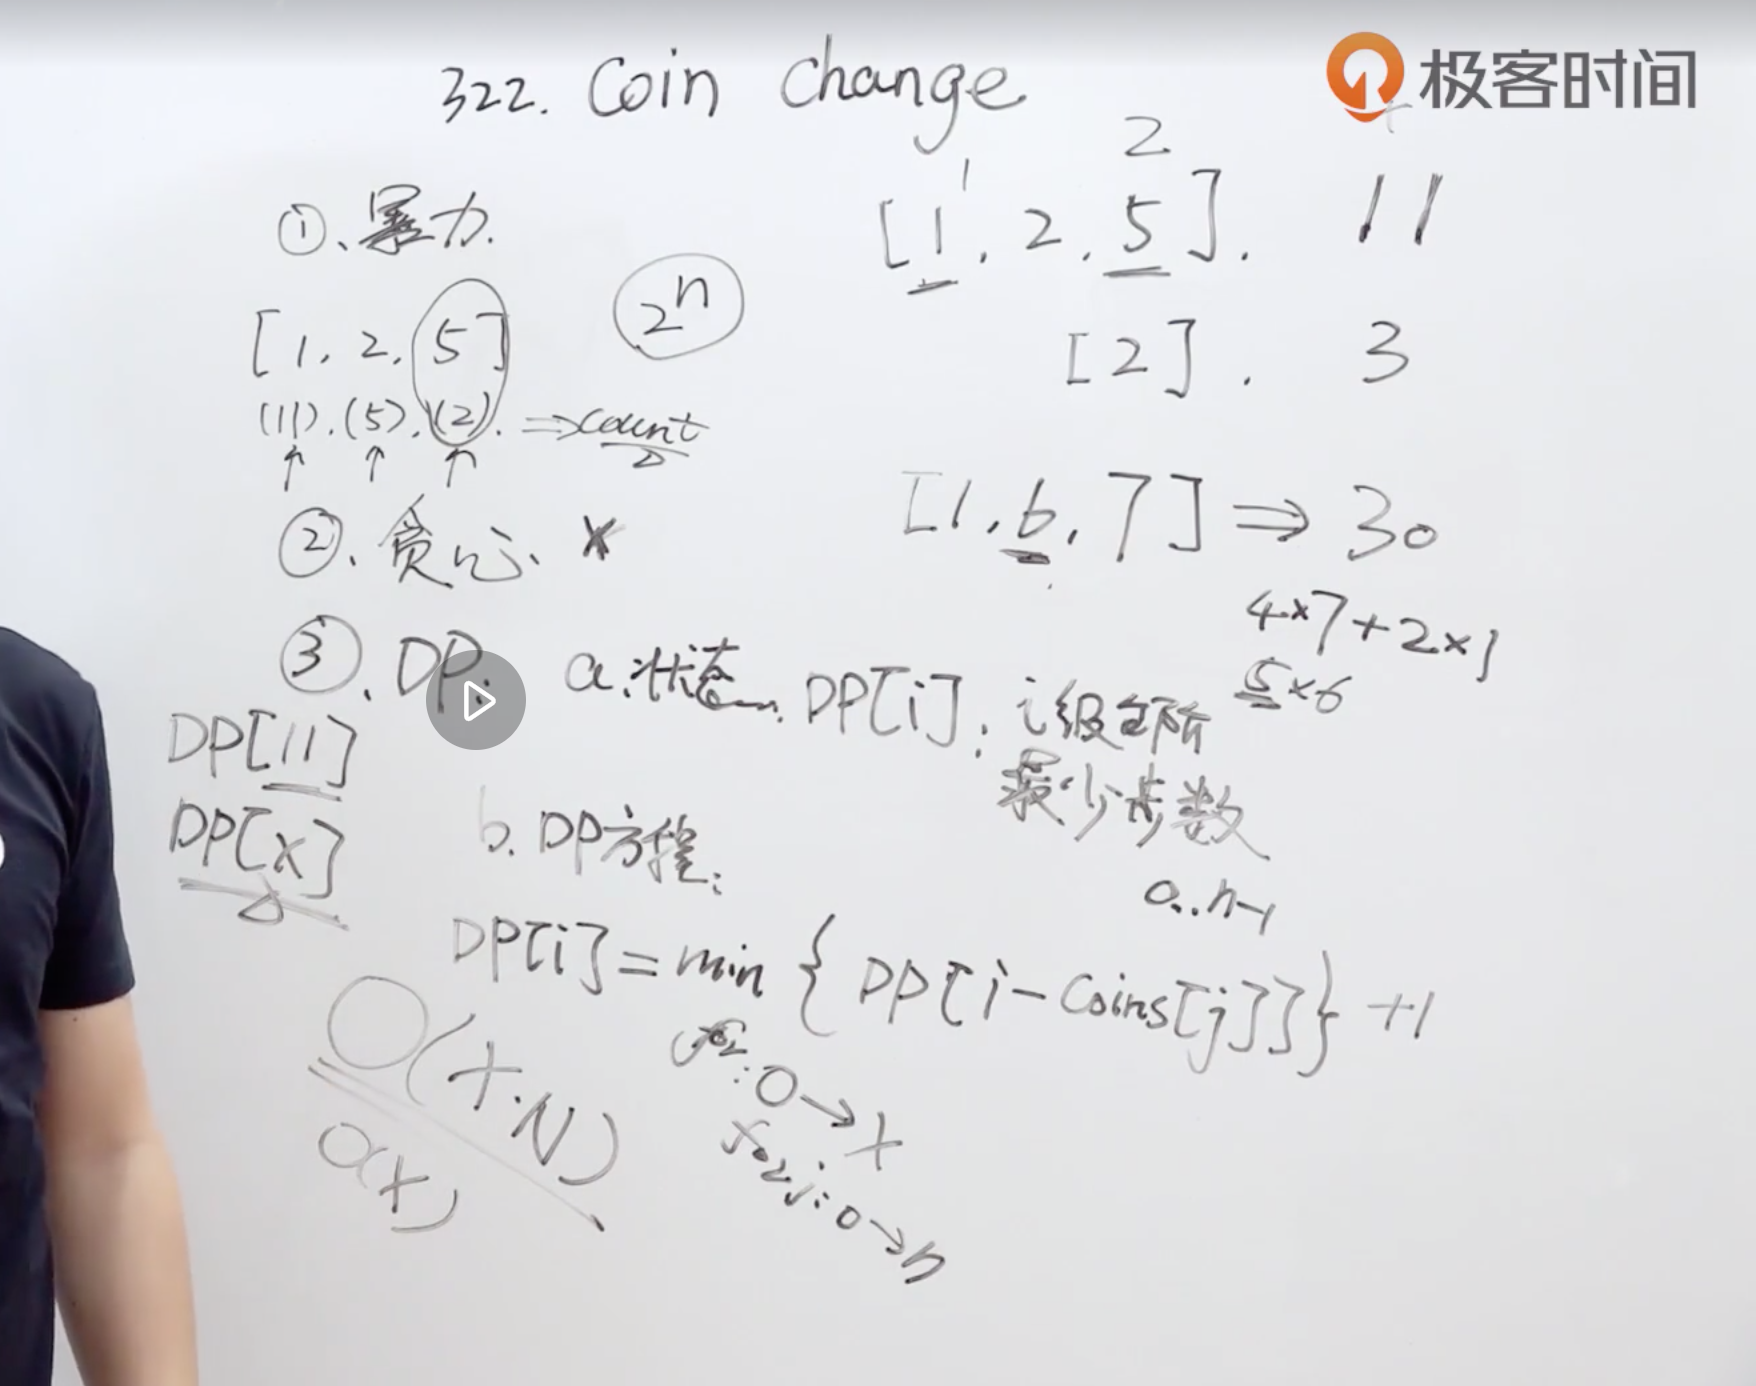 极客时间
322. Coin Change
1 2
[1, 2, 5]. 11
[2]. 3
[1, 6, 7] ⇒ 30
4×7+2×1
5×6
①、暴力.
2ⁿ
[1, 2, 5]
(11). (5). (2). ⇒ count
②、贪心、×
③、DP.
a.状态 DP[i]: i级台阶
最少步数
DP[11]
DP[x]
b. DP方程:
0..n-1
DP[i] = min { DP[i - Coins[j]] } + 1
O(x·N)
O(x)
: 0 → x
j: 0 → n